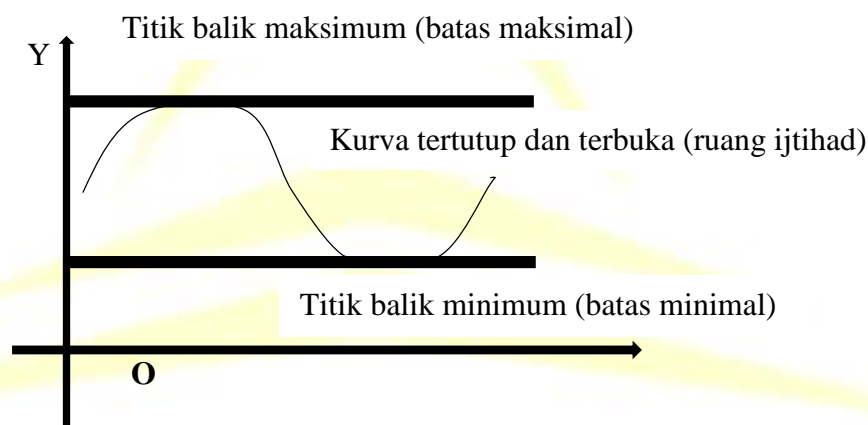 Titik balik maksimum (batas maksimal)
Y
Kurva tertutup dan terbuka (ruang ijtihad)
Titik balik minimum (batas minimal)
O